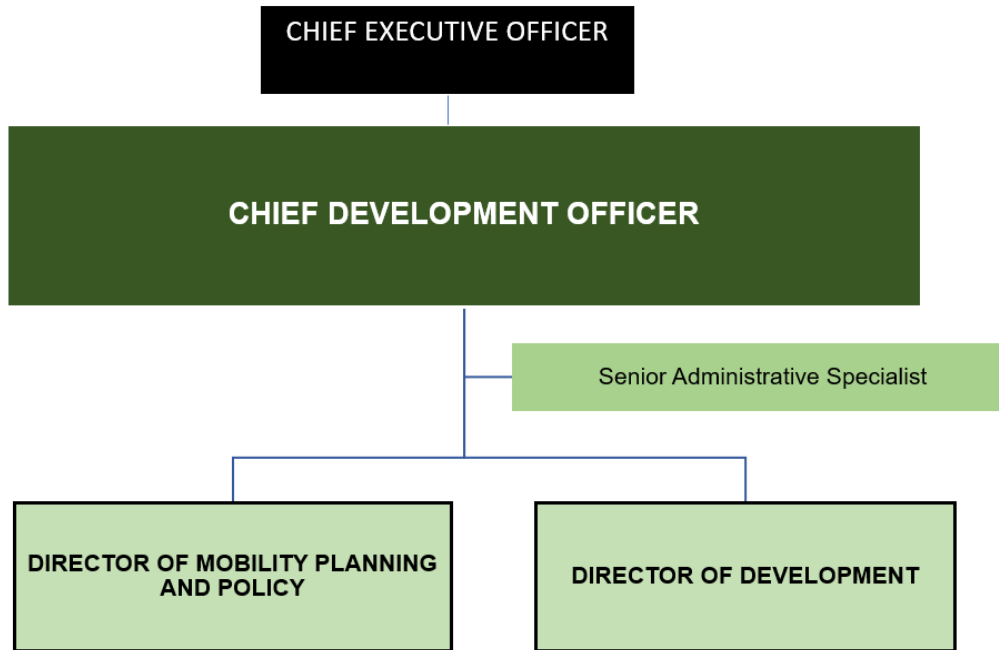 CHIEF EXECUTIVE OFFICER
CHIEF DEVELOPMENT OFFICER
Senior Administrative Specialist
DIRECTOR OF MOBILITY PLANNING
AND POLICY
DIRECTOR OF DEVELOPMENT